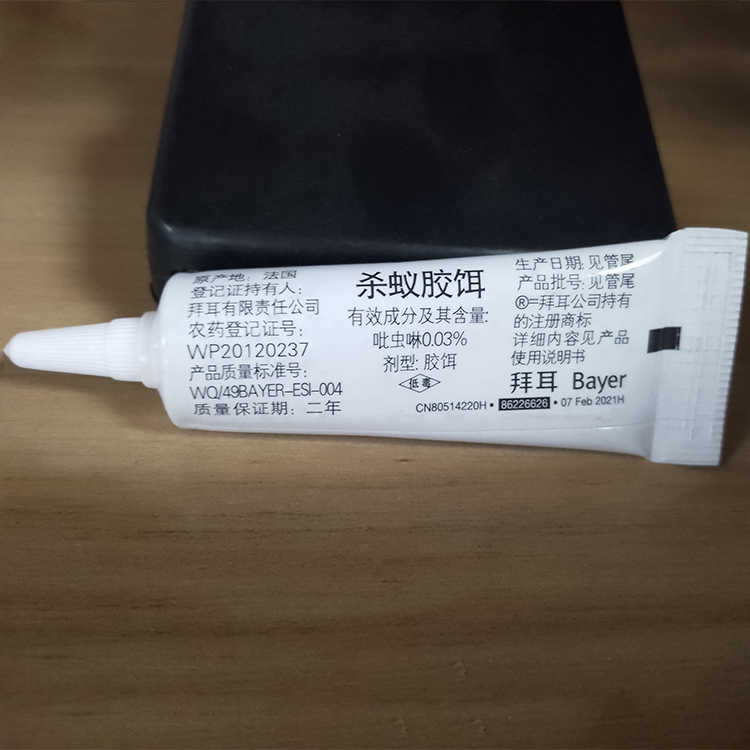 原产地: 法国
登记证持有人:
拜耳有限责任公司
农药登记证号:
WP20120237
产品质量标准号:
WQ/49BAYER-ESI-004
质量保证期: 二年
杀蚁胶饵
有效成分及其含量:
吡虫啉0.03%
剂型: 胶饵
低毒
CN80514220H • 86226626 • 07 Feb 2021H
生产日期: 见管尾
产品批号: 见管尾
®=拜耳公司持有
的注册商标
详细内容见产品
使用说明书
拜耳 Bayer